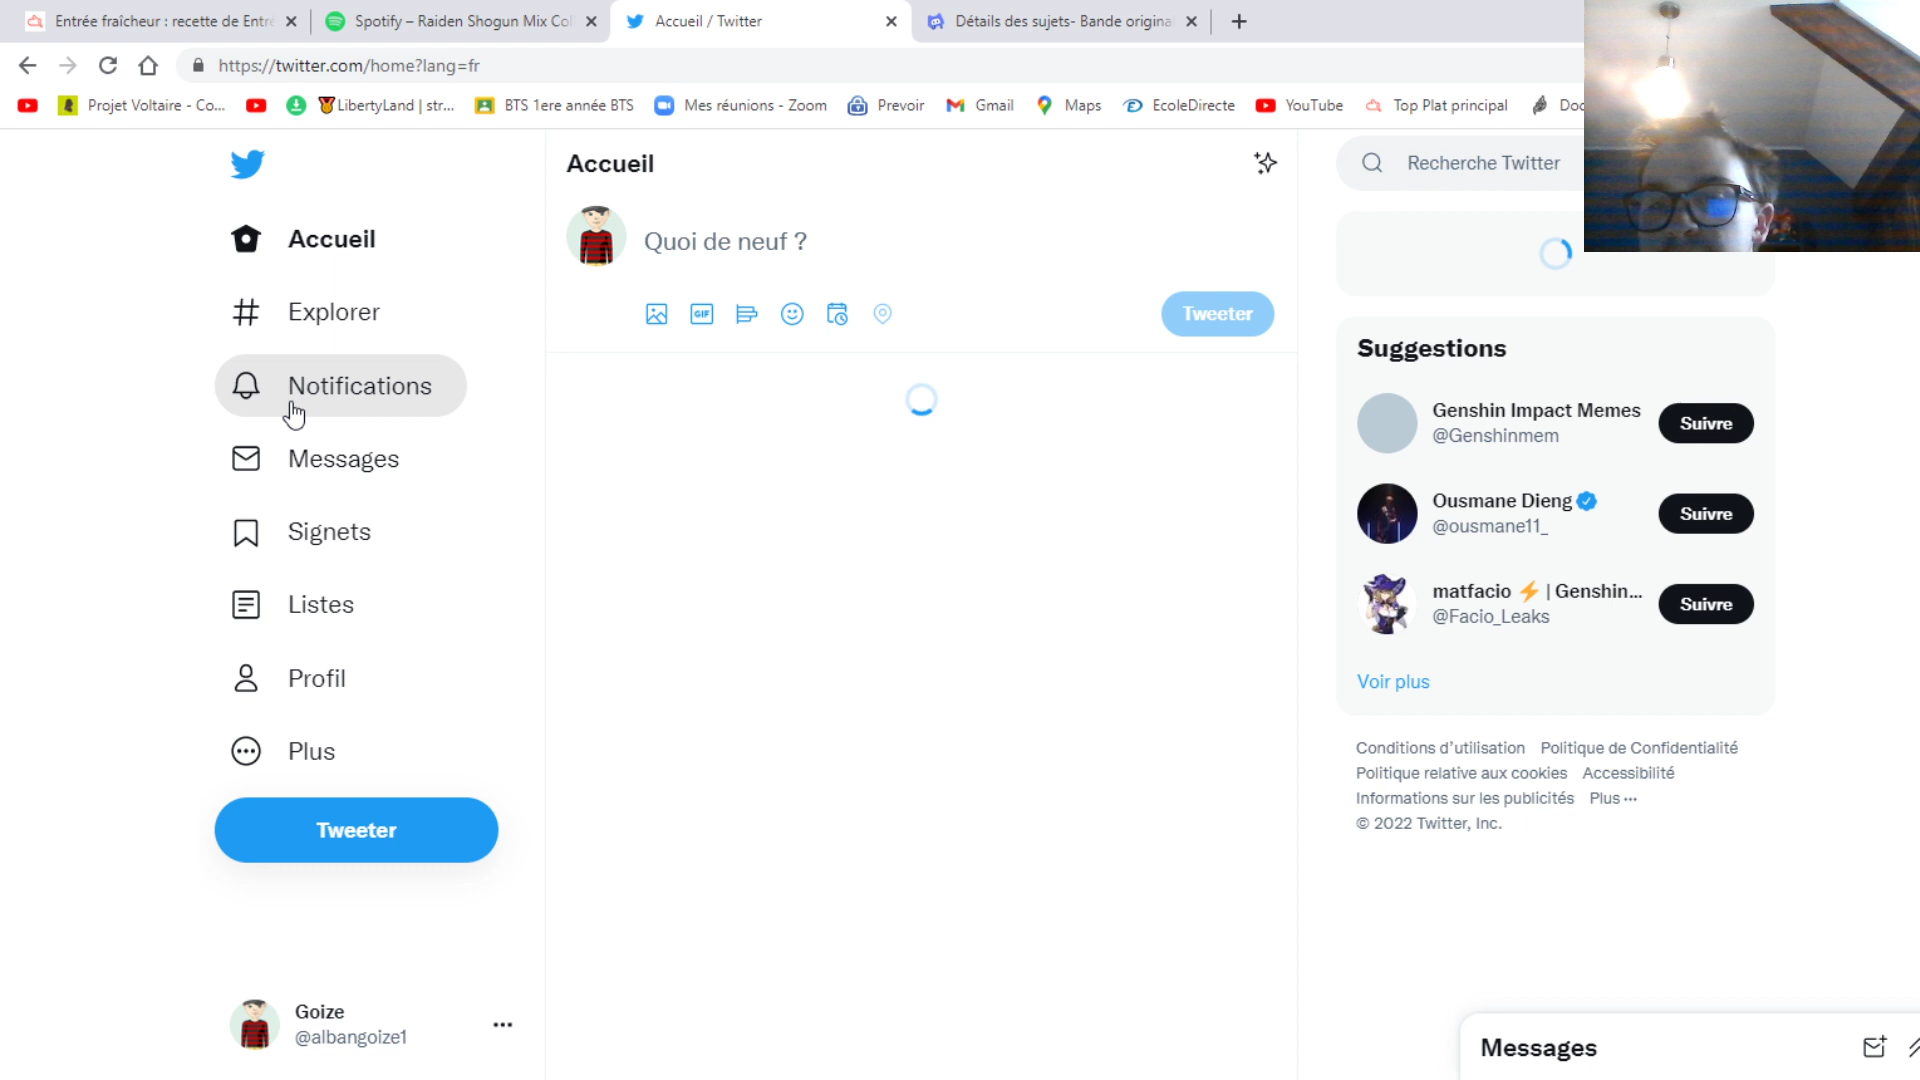 Entrée fraîcheur : recette de Entré
Spotify – Raiden Shogun Mix Col
Accueil / Twitter
Détails des sujets- Bande origina
https://twitter.com/home?lang=fr
Projet Voltaire - Co...
LibertyLand | str...
BTS 1ere année BTS
Mes réunions - Zoom
Prevoir
Gmail
Maps
EcoleDirecte
YouTube
Top Plat principal
Doc
Accueil
Explorer
Notifications
Messages
Signets
Listes
Profil
Plus
Tweeter
Goize
@albangoize1
Accueil
Quoi de neuf ?
GIF
Tweeter
Recherche Twitter
Suggestions
Genshin Impact Memes
@Genshinmem
Suivre
Ousmane Dieng
@ousmane11_
Suivre
matfacio ⚡ | Genshin...
@Facio_Leaks
Suivre
Voir plus
Conditions d'utilisation Politique de Confidentialité
Politique relative aux cookies Accessibilité
Informations sur les publicités Plus ···
© 2022 Twitter, Inc.
Messages